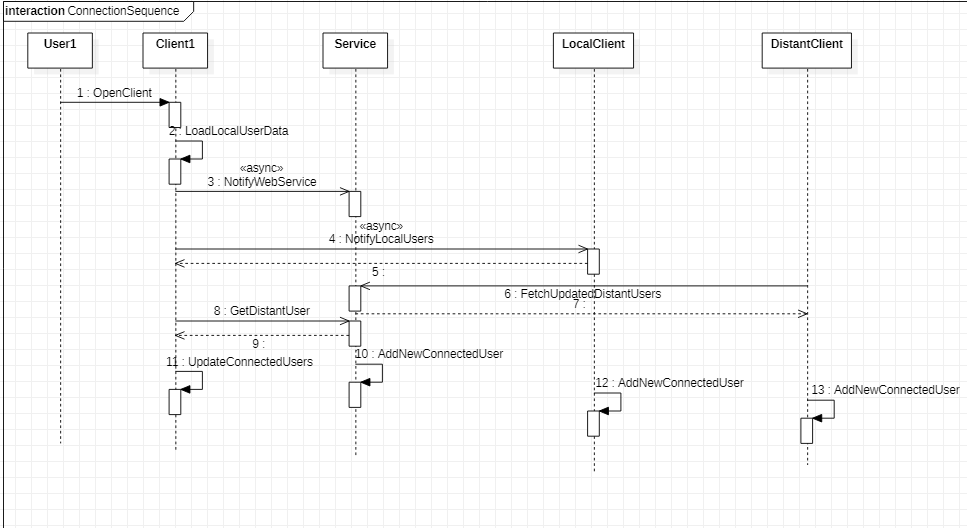 interaction ConnectionSequence
User1
Client1
Service
LocalClient
DistantClient
1 : OpenClient
2 : LoadLocalUserData
«async»
3 : NotifyWebService
«async»
4 : NotifyLocalUsers
5 :
6 : FetchUpdatedDistantUsers
7 :
8 : GetDistantUser
9 :
10 : AddNewConnectedUser
11 : UpdateConnectedUsers
12 : AddNewConnectedUser
13 : AddNewConnectedUser